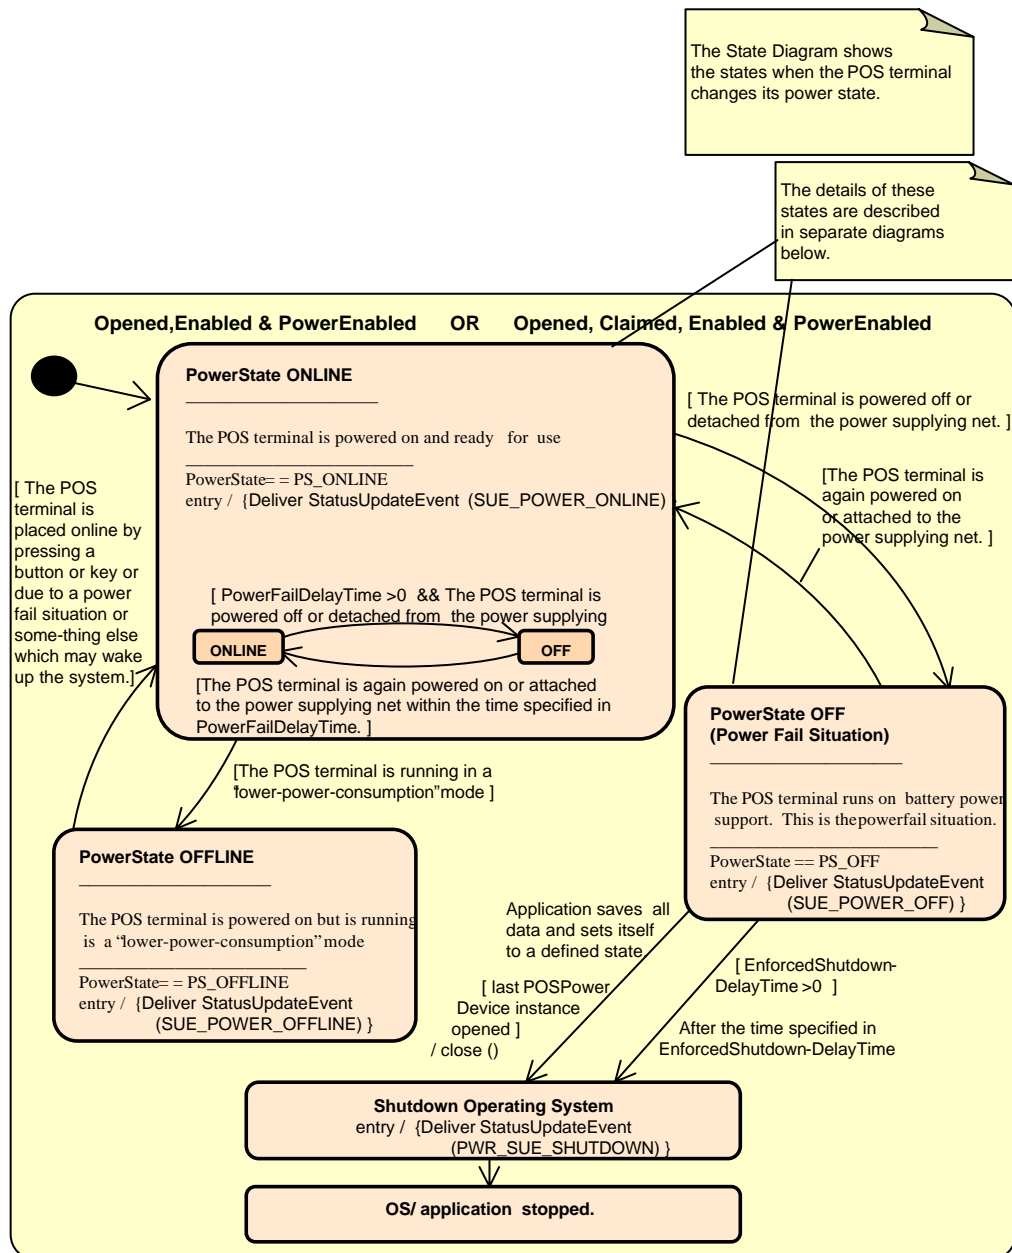 The State Diagram shows
the states when the POS terminal
changes its power state.
The details of these
states are described
in separate diagrams
below.
Opened,Enabled & PowerEnabled OR Opened, Claimed, Enabled & PowerEnabled
PowerState ONLINE
The POS terminal is powered on and ready for use
PowerState= = PS_ONLINE
entry / {Deliver StatusUpdateEvent (SUE_POWER_ONLINE)
[ PowerFailDelayTime >0 && The POS terminal is
powered off or detached from the power supplying
ONLINE
OFF
[The POS terminal is again powered on or attached
to the power supplying net within the time specified in
PowerFailDelayTime. ]
[ The POS terminal is powered off or
detached from the power supplying net. ]
[The POS terminal is
again powered on
or attached to the
power supplying net. ]
[ The POS
terminal is
placed online by
pressing a
button or key or
due to a power
fail situation or
some-thing else
which may wake
up the system.]
[The POS terminal is running in a
“lower-power-consumption” mode ]
PowerState OFF
(Power Fail Situation)
The POS terminal runs on battery power
support. This is the powerfail situation.
PowerState == PS_OFF
entry / {Deliver StatusUpdateEvent
(SUE_POWER_OFF) }
PowerState OFFLINE
The POS terminal is powered on but is running
is a “lower-power-consumption” mode
PowerState= = PS_OFFLINE
entry / {Deliver StatusUpdateEvent
(SUE_POWER_OFFLINE) }
Application saves all
data and sets itself
to a defined state
[ last POSPower
Device instance
opened ]
/ close ()
[ EnforcedShutdown-
DelayTime >0 ]
After the time specified in
EnforcedShutdown-DelayTime
Shutdown Operating System
entry / {Deliver StatusUpdateEvent
(PWR_SUE_SHUTDOWN) }
OS/ application stopped.